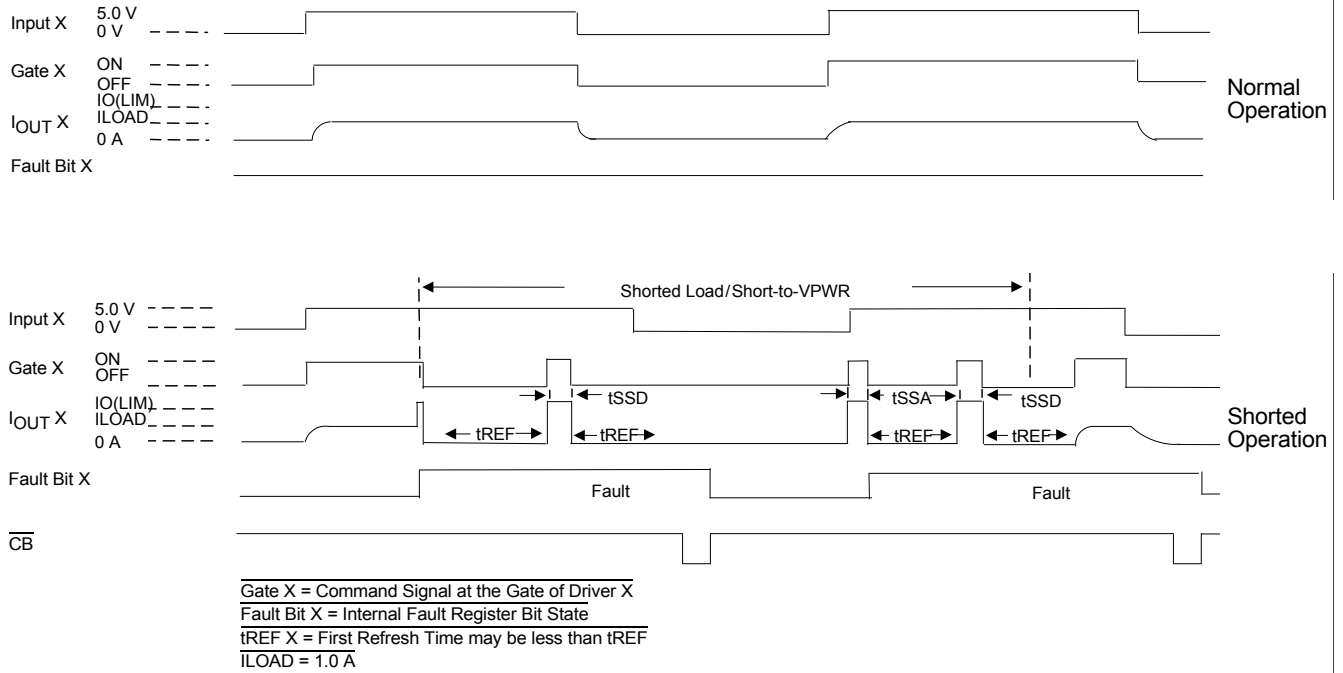 Input X 5.0 V
0 V
Gate X ON
OFF
IO(LIM)
IOUT X ILOAD
0 A
Fault Bit X
Normal
Operation
Shorted Load/Short-to-VPWR
Input X 5.0 V
0 V
Gate X ON
OFF
IO(LIM)
IOUT X ILOAD
0 A
tSSD tSSA tSSD
tREF tREF tREF tREF
Shorted
Operation
Fault Bit X Fault Fault
CB
Gate X = Command Signal at the Gate of Driver X
Fault Bit X = Internal Fault Register Bit State
tREF X = First Refresh Time may be less than tREF
ILOAD = 1.0 A